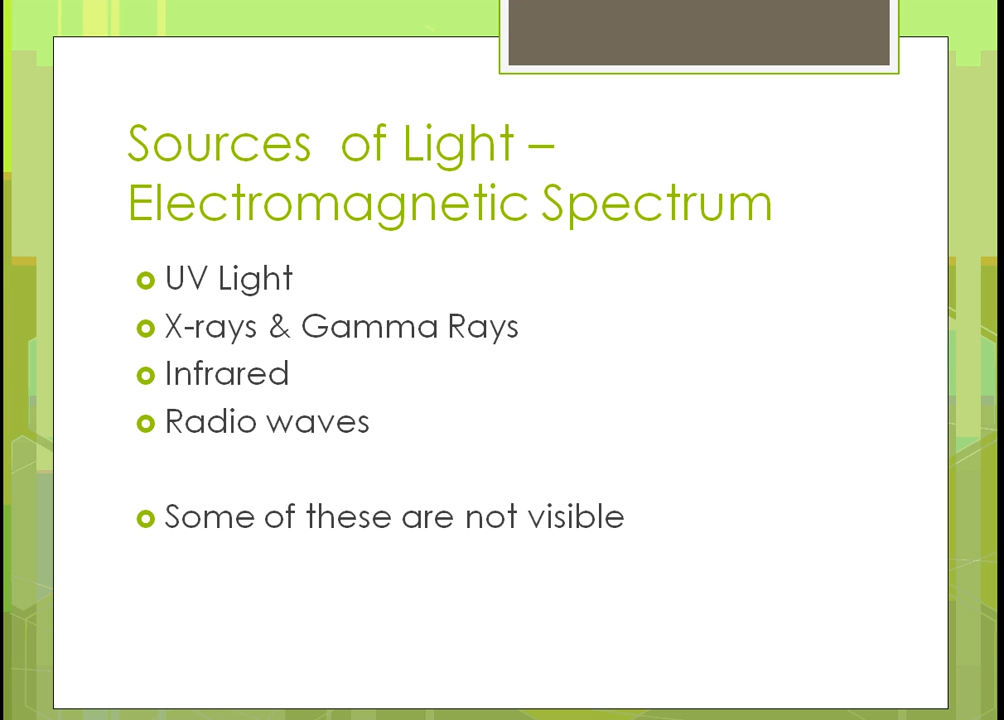 Sources  of Light –
Electromagnetic Spectrum
UV Light
X-rays & Gamma Rays
Infrared
Radio waves
Some of these are not visible